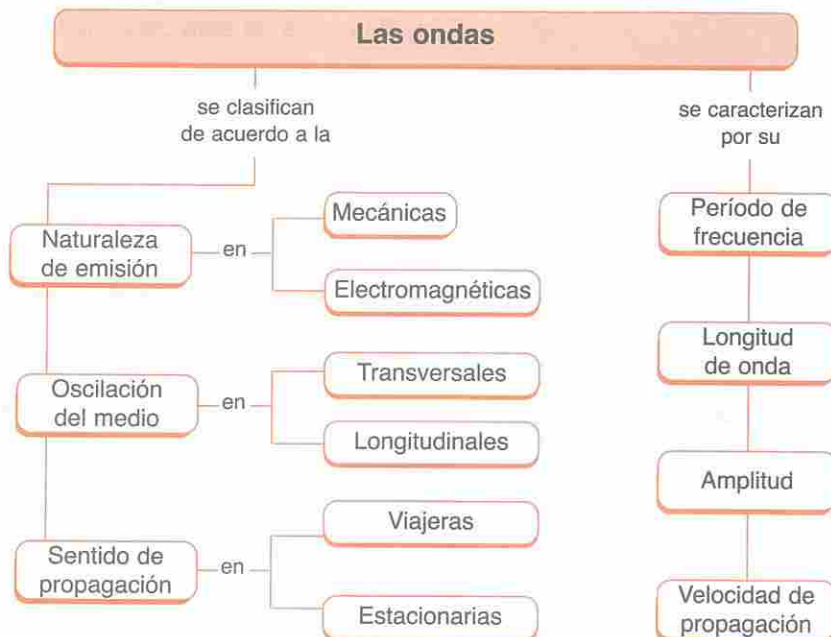 Las ondas
se clasifican
de acuerdo a la
se caracterizan
por su
Naturaleza
de emisión
en
Mecánicas
Electromagnéticas
Oscilación
del medio
en
Transversales
Longitudinales
Sentido de
propagación
en
Viajeras
Estacionarias
Período de
frecuencia
Longitud
de onda
Amplitud
Velocidad de
propagación